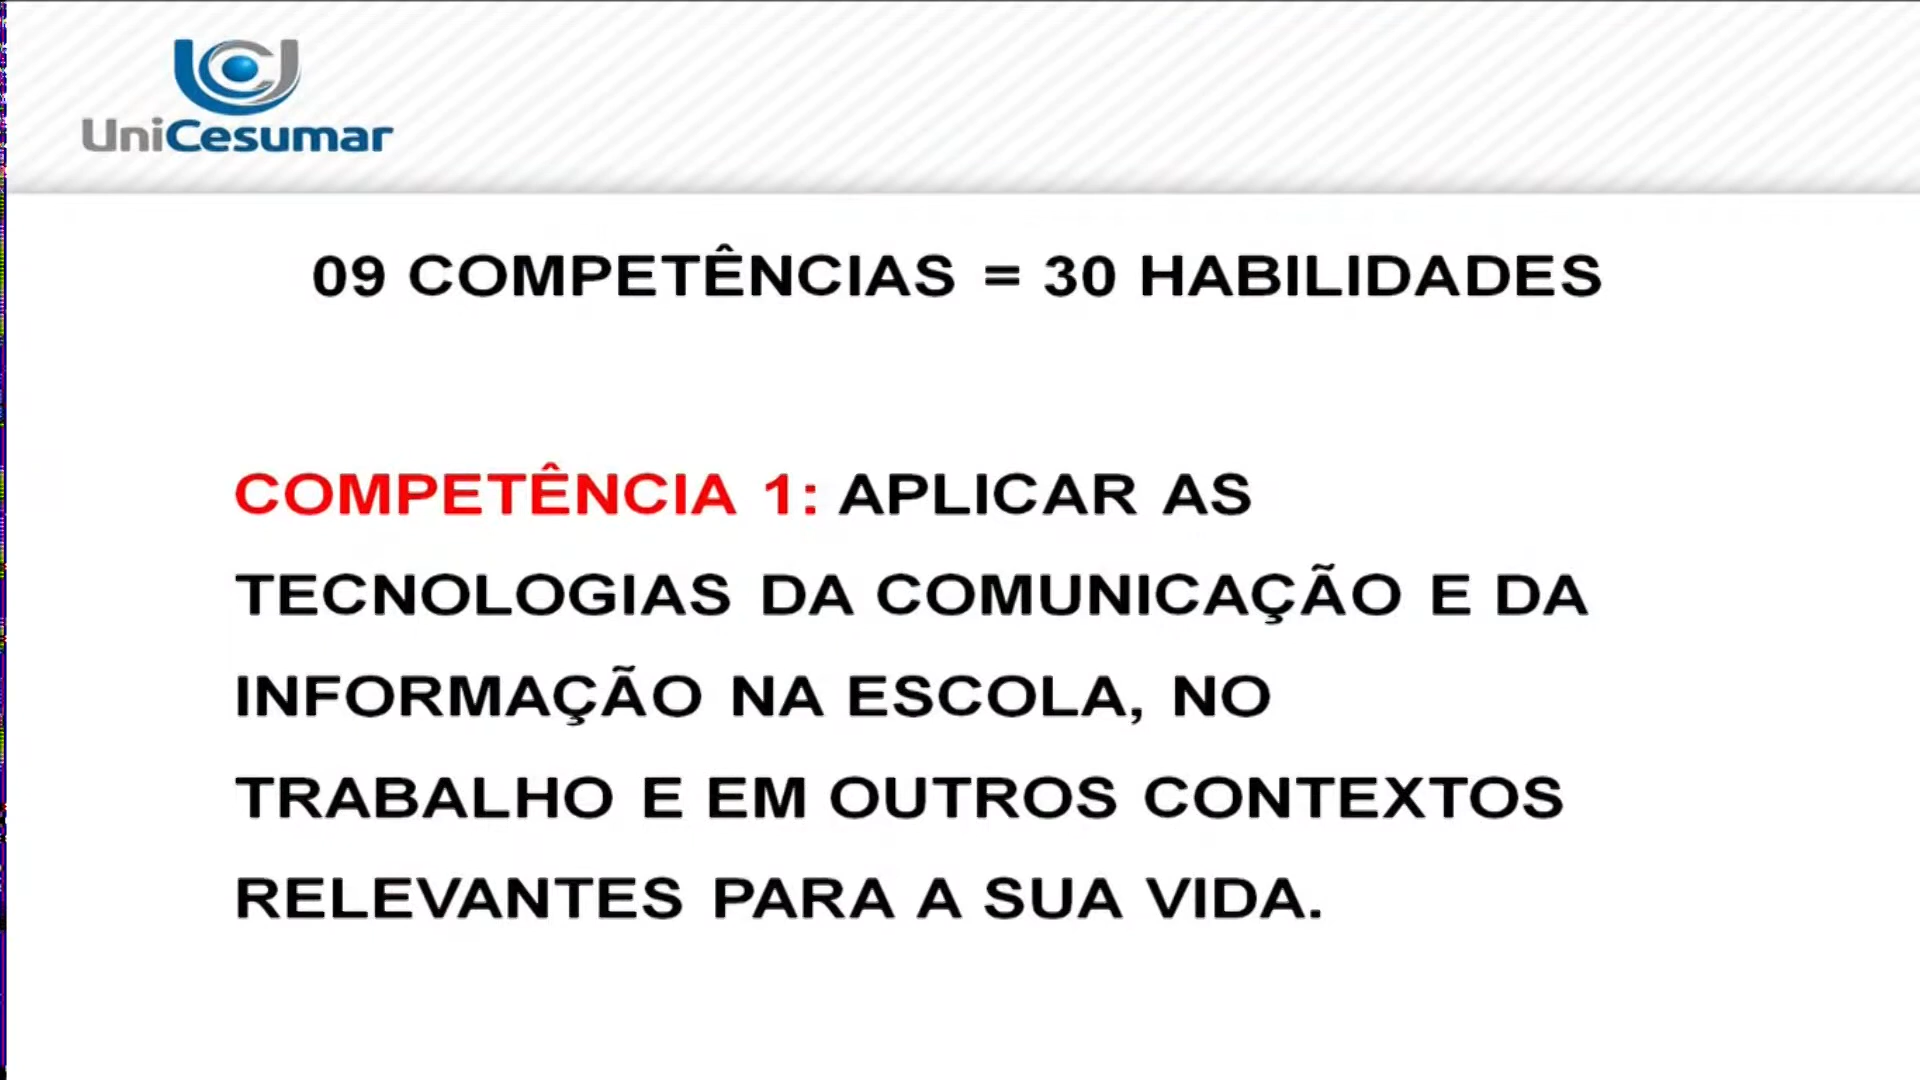 UniCesumar
09 COMPETÊNCIAS = 30 HABILIDADES
COMPETÊNCIA 1: APLICAR AS
TECNOLOGIAS DA COMUNICAÇÃO E DA
INFORMAÇÃO NA ESCOLA, NO
TRABALHO E EM OUTROS CONTEXTOS
RELEVANTES PARA A SUA VIDA.